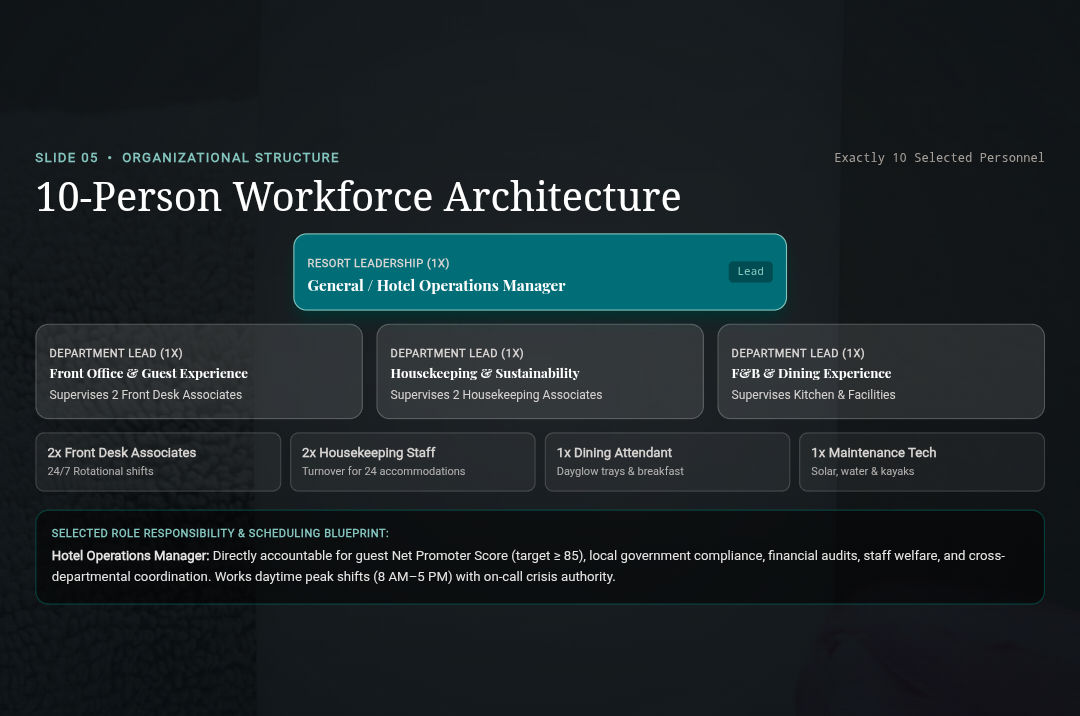 SLIDE 05 • ORGANIZATIONAL STRUCTURE
Exactly 10 Selected Personnel
10-Person Workforce Architecture
RESORT LEADERSHIP (1X)
General / Hotel Operations Manager
Lead
DEPARTMENT LEAD (1X)
Front Office & Guest Experience
Supervises 2 Front Desk Associates
DEPARTMENT LEAD (1X)
Housekeeping & Sustainability
Supervises 2 Housekeeping Associates
DEPARTMENT LEAD (1X)
F&B & Dining Experience
Supervises Kitchen & Facilities
2x Front Desk Associates
24/7 Rotational shifts
2x Housekeeping Staff
Turnover for 24 accommodations
1x Dining Attendant
Dayglow trays & breakfast
1x Maintenance Tech
Solar, water & kayaks
SELECTED ROLE RESPONSIBILITY & SCHEDULING BLUEPRINT:
Hotel Operations Manager: Directly accountable for guest Net Promoter Score (target ≥ 85), local government compliance, financial audits, staff welfare, and cross-
departmental coordination. Works daytime peak shifts (8 AM–5 PM) with on-call crisis authority.